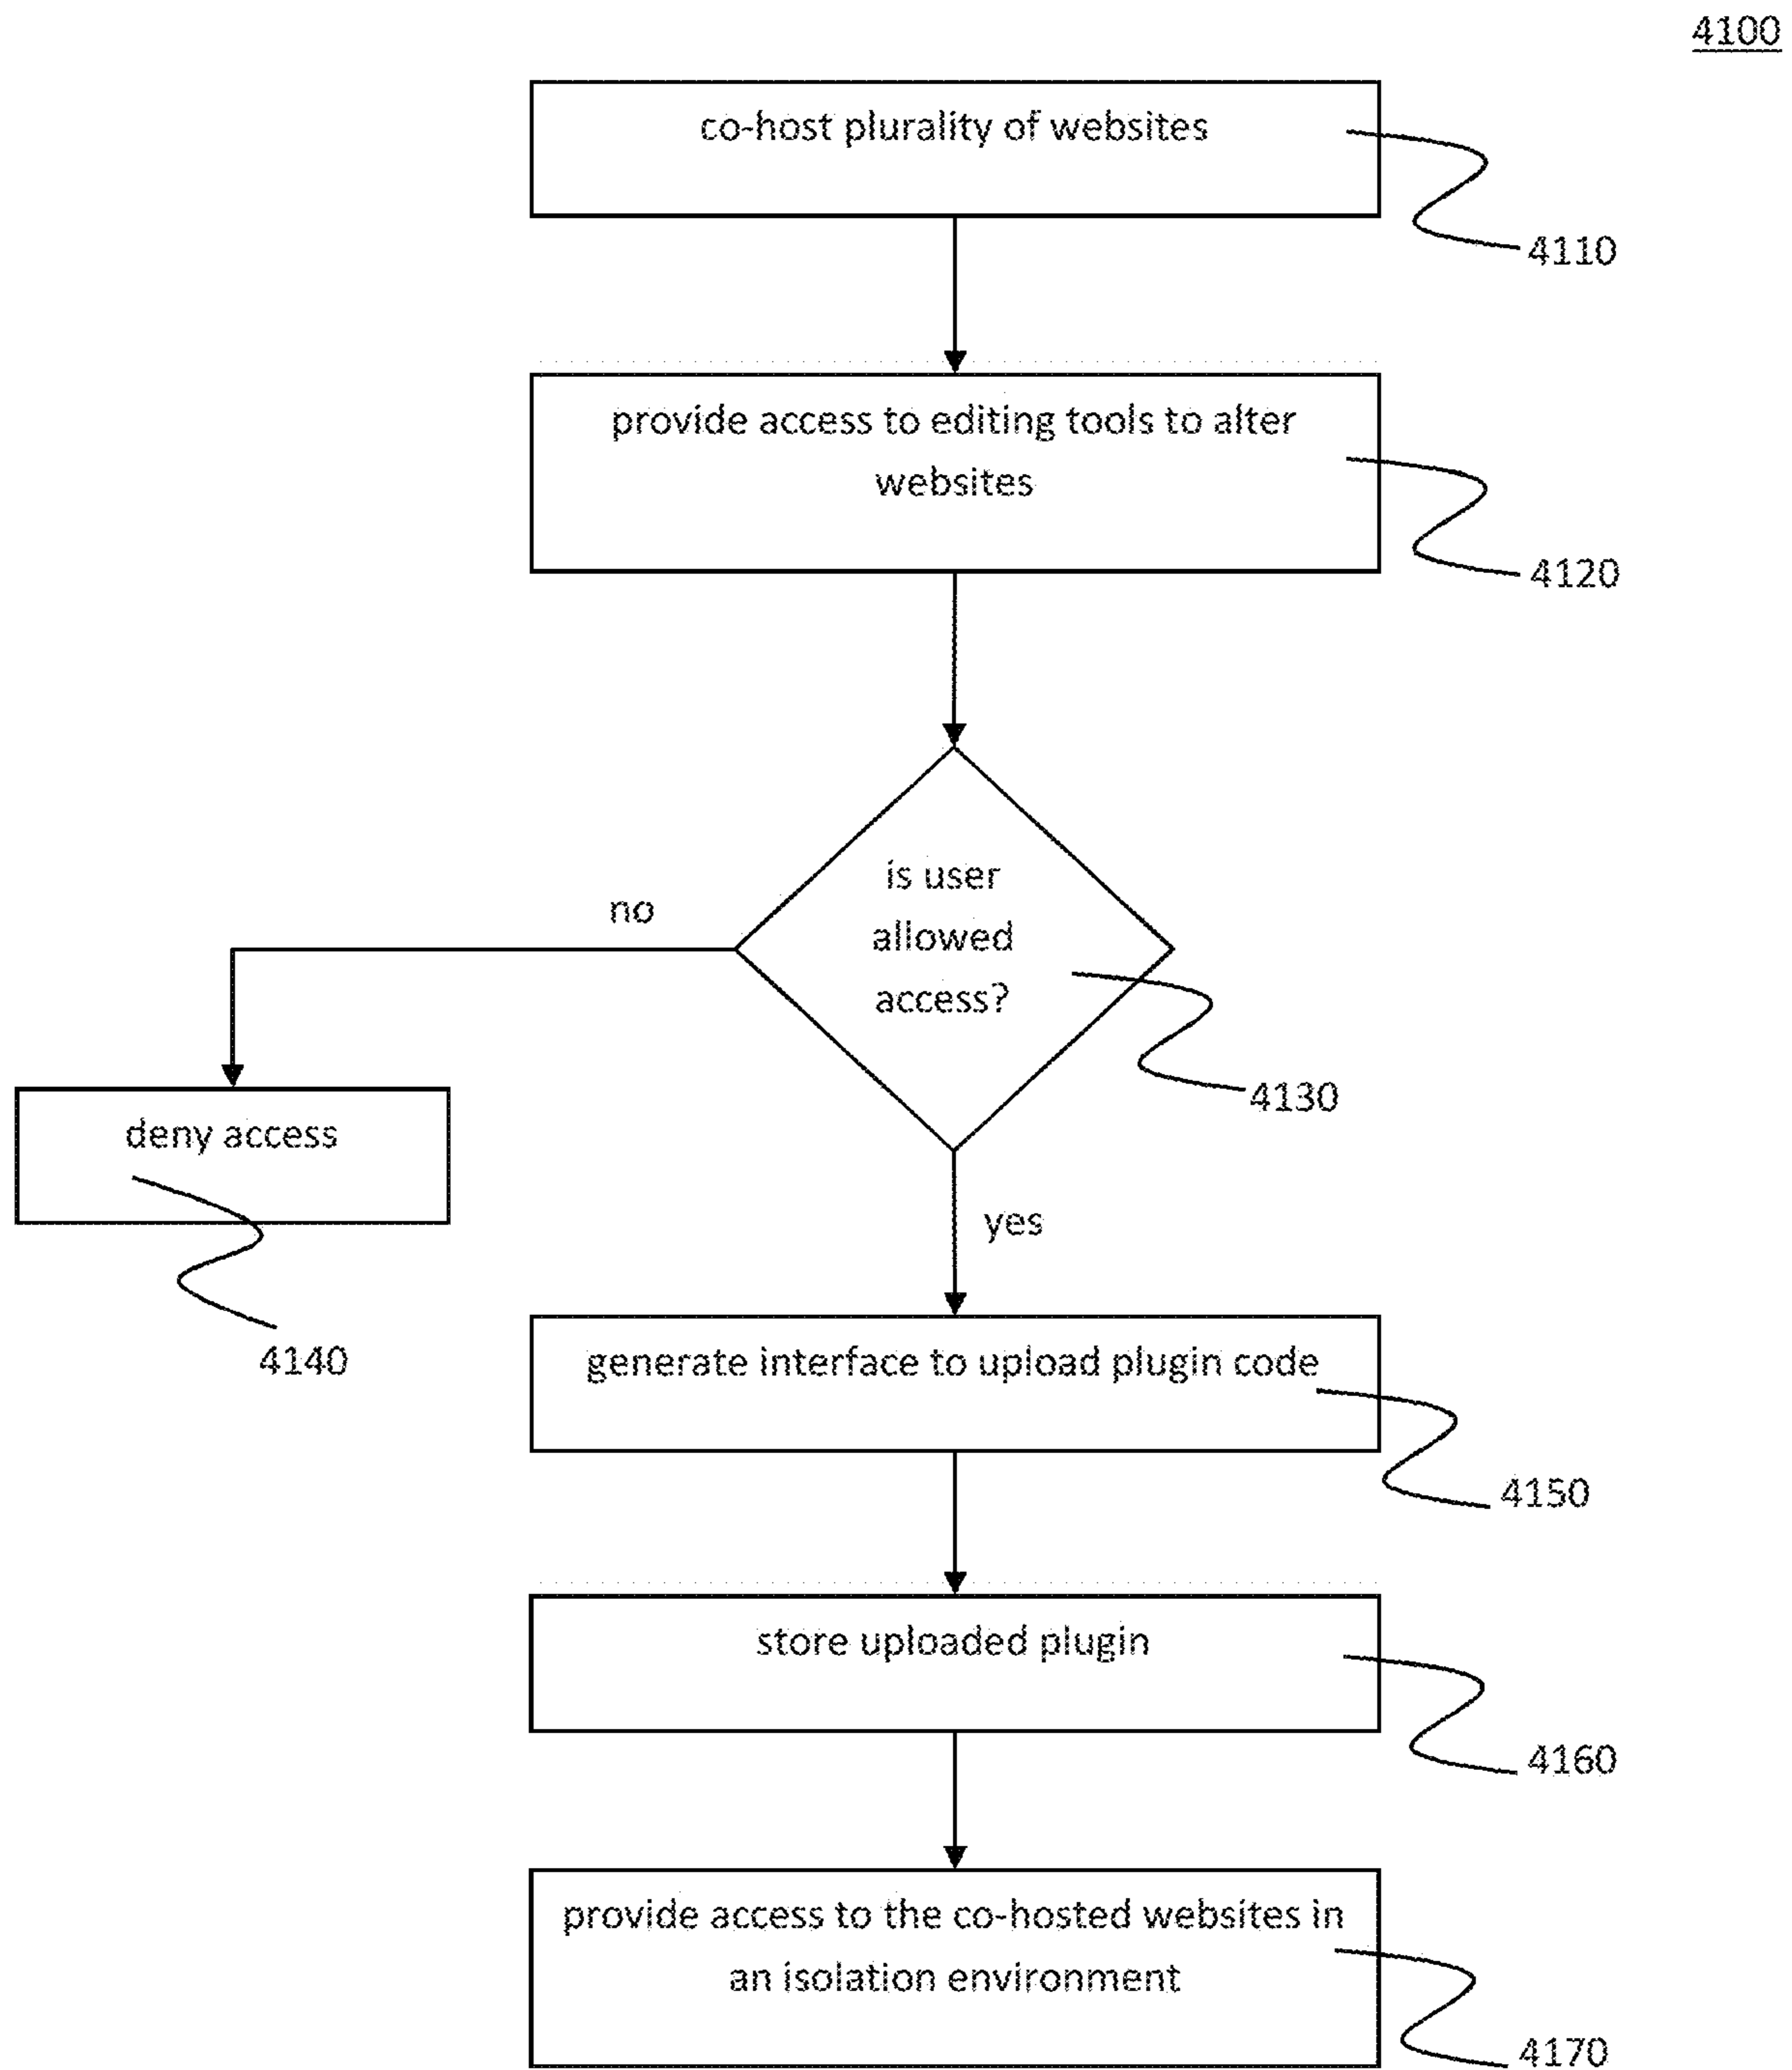 4100
co-host plurality of websites
4110
provide access to editing tools to alter
websites
4120
is user
allowed
access?
no
4130
deny access
yes
4140
generate interface to upload plugin code
4150
store uploaded plugin
4160
provide access to the co-hosted websites in
an isolation environment
4170